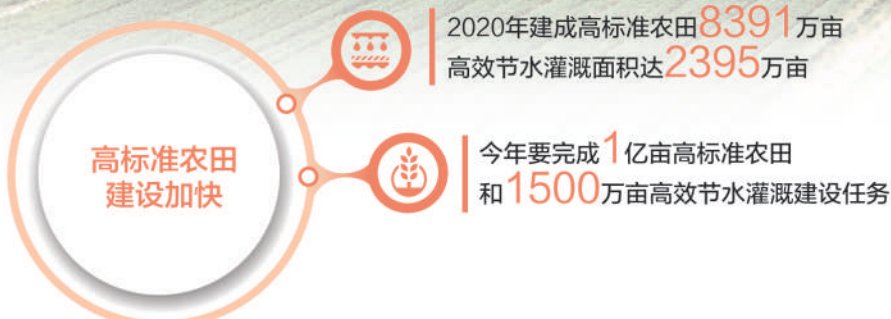 2020年建成高标准农田8391万亩
高效节水灌溉面积达2395万亩
高标准农田
建设加快
今年要完成1亿亩高标准农田
和1500万亩高效节水灌溉建设任务